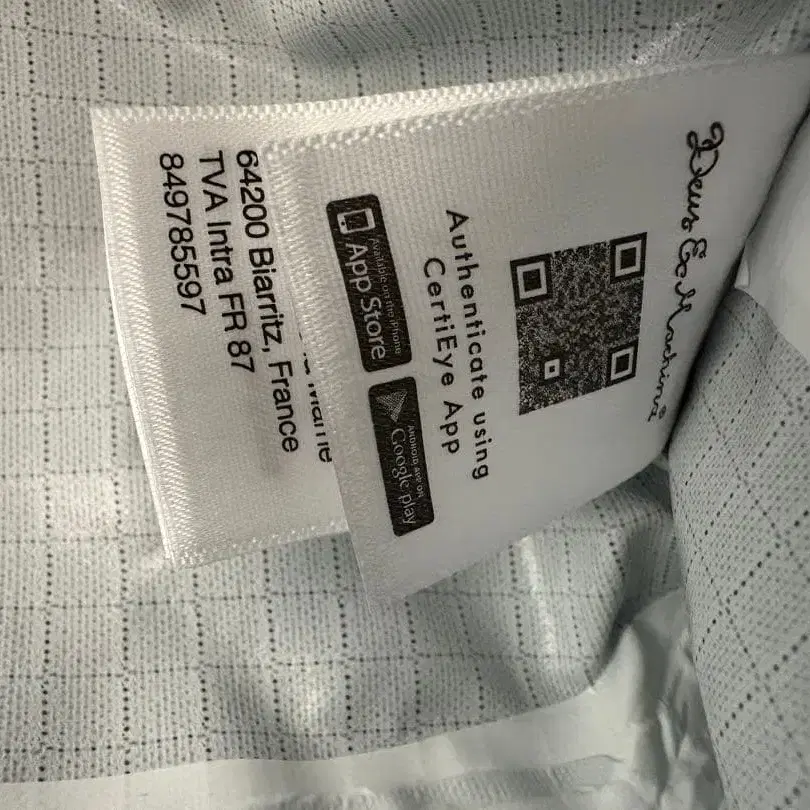 Deus Ex Machina
Authenticate using
CertiEye App
Available on the iPhone
App Store
ANDROID APP ON
Google play
64200 Biarritz, France
TVA Intra FR 87
849785597